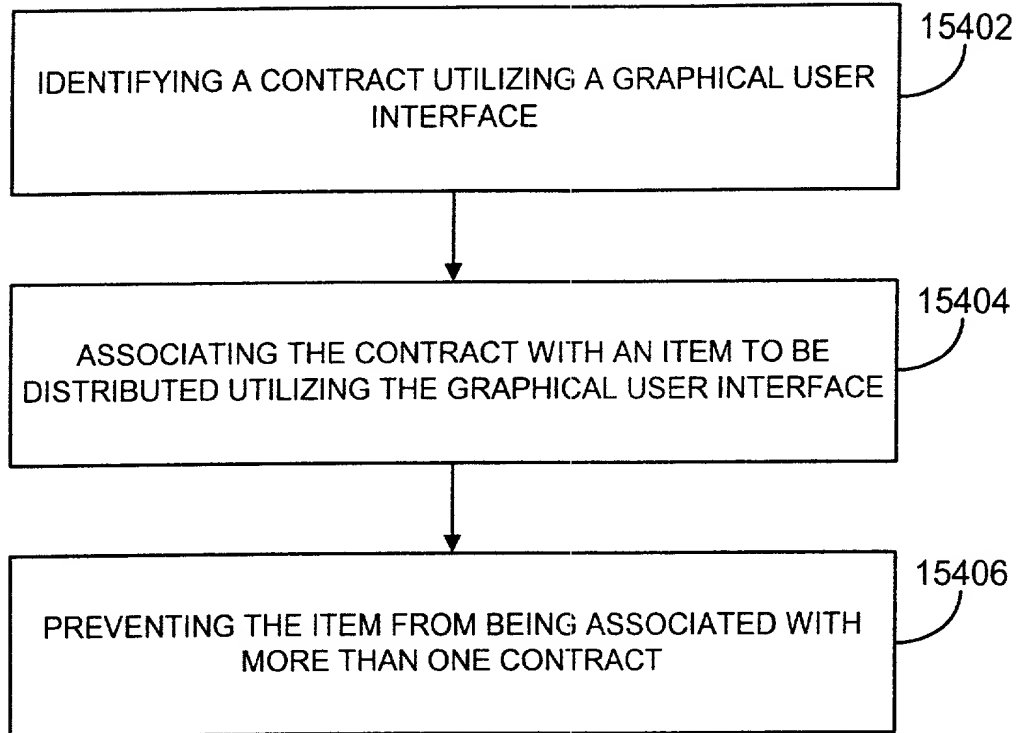 15402
IDENTIFYING A CONTRACT UTILIZING A GRAPHICAL USER
INTERFACE
15404
ASSOCIATING THE CONTRACT WITH AN ITEM TO BE
DISTRIBUTED UTILIZING THE GRAPHICAL USER INTERFACE
15406
PREVENTING THE ITEM FROM BEING ASSOCIATED WITH
MORE THAN ONE CONTRACT